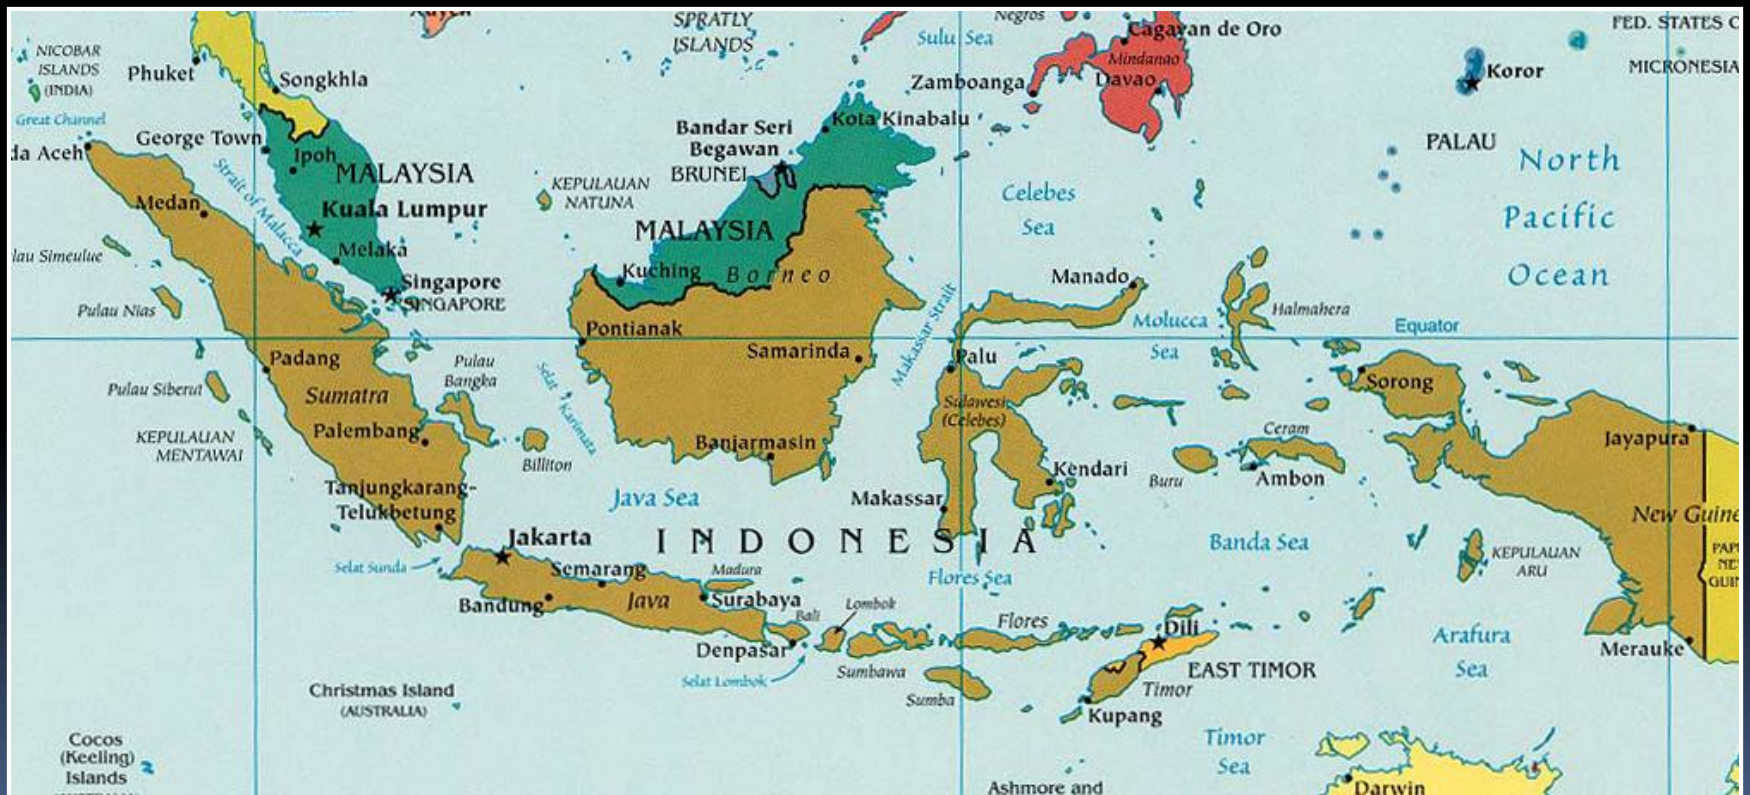 SPRATLY
ISLANDS
Negros
Sulu Sea
Cagayan de Oro
Mindanao
Zamboanga
Davao
FED. STATES
MICRONESIA
Koror
PALAU
NICOBAR
ISLANDS
(INDIA)
Phuket
Songkhla
Great Channel
George Town
Ipoh
MALAYSIA
Kuala Lumpur
Strait of Malacca
Medan
Melaka
Singapore
SINGAPORE
KEPULAUAN
NATUNA
Bandar Seri
Begawan
BRUNEI
Kota Kinabalu
MALAYSIA
Kuching
Borneo
Celebes
Sea
North
Pacific
Ocean
Pulau Nias
Pontianak
Samarinda
Makassar Strait
Manado
Molucca
Sea
Halmahera
Equator
Padang
Pulau
Bangka
Pulau Siberut
Sumatra
Selat Karimata
Palu
Sulawesi
(Celebes)
Sorong
KEPULAUAN
MENTAWAI
Palembang
Billiton
Banjarmasin
Kendari
Buru
Ceram
Ambon
Jayapura
Tanjungkarang-
Telukbetung
Java Sea
Makassar
INDONESIA
Banda Sea
New
KEPULAUAN
ARU
Selat Sunda
Jakarta
Semarang
Madura
Bandung
Java
Surabaya
Bali
Lombok
Flores Sea
Flores
Dili
Denpasar
Selat Lombok
Sumbawa
Sumba
EAST TIMOR
Timor
Kupang
Arafura
Sea
Merauke
Christmas Island
(AUSTRALIA)
Cocos
(Keeling)
Islands
Timor
Sea
Ashmore and
Darwin